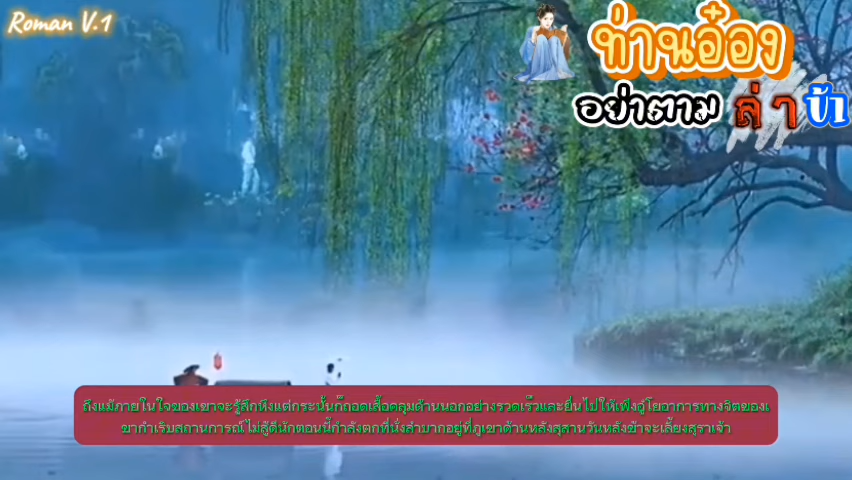 Roman V.1
ท่านอ๋อง
อย่าตาม ล่า ข้า
ถึงแม้ภายในใจของเขาจะรู้สึกหึงแต่กระนั้นก็ถอดเสื้อคลุมด้านนอกอย่างรวดเร็วและยื่นไปให้เฟิงอู๋โยอาการทางจิตของเ
ขากำเริบสถานการณ์ไม่สู้ดีนักตอนนี้กำลังตกที่นั่งลำบากอยู่ที่ภูเขาด้านหลังสุสานวันหลังข้าจะเลี้ยงสุราเจ้า